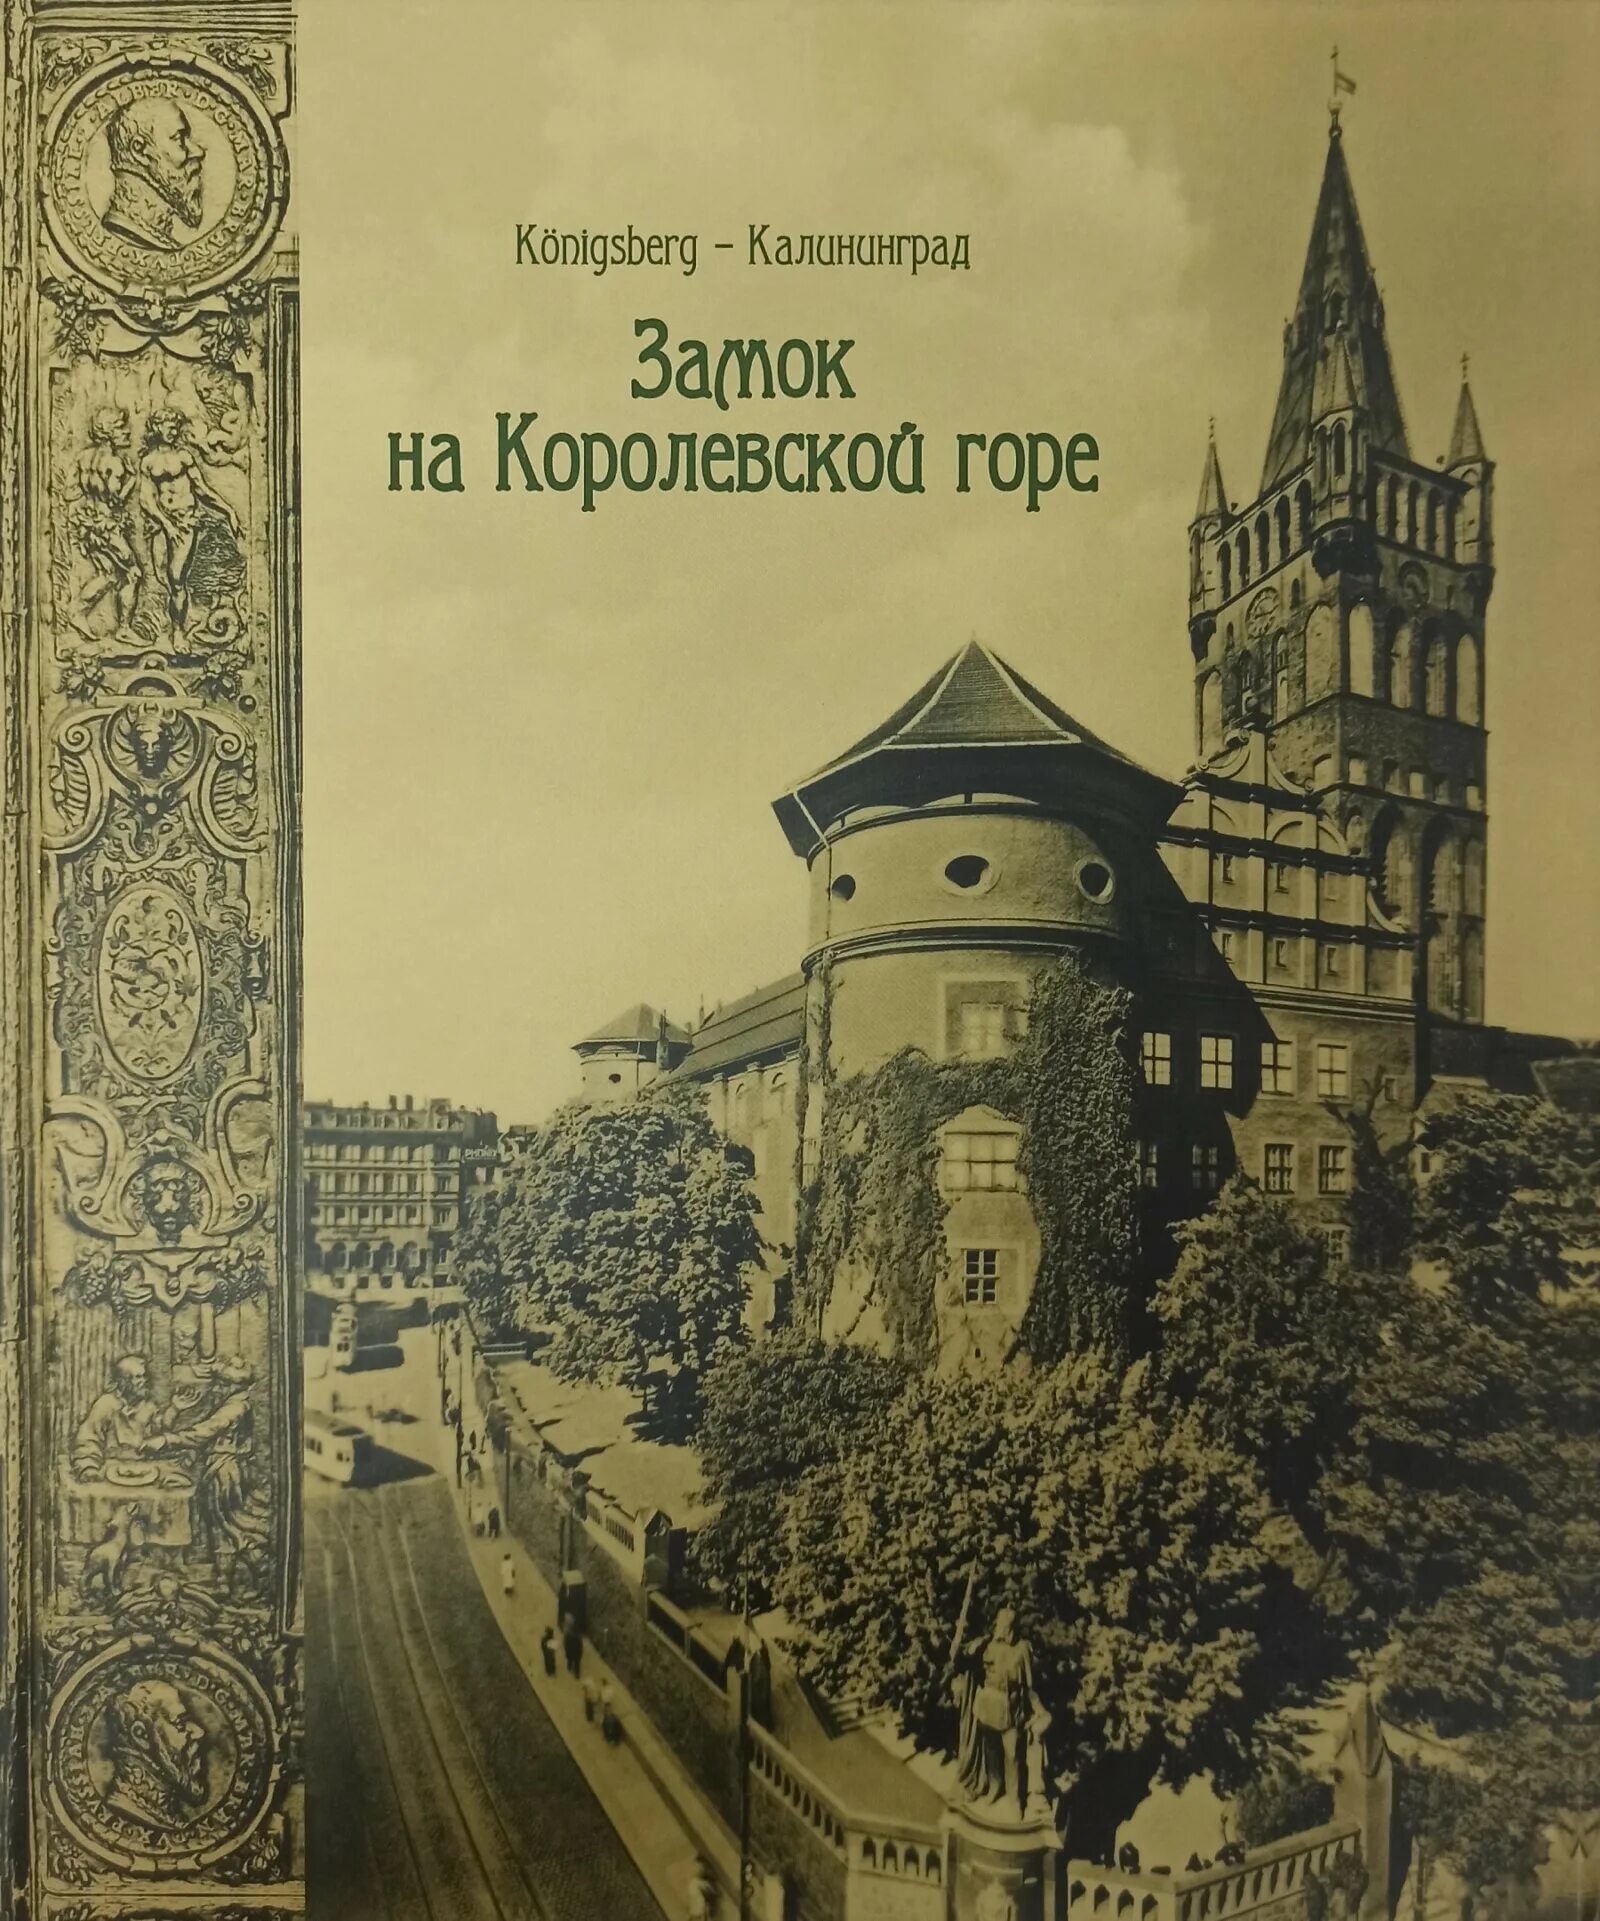 Königsberg – Калининград
Замок
на Королевской горе